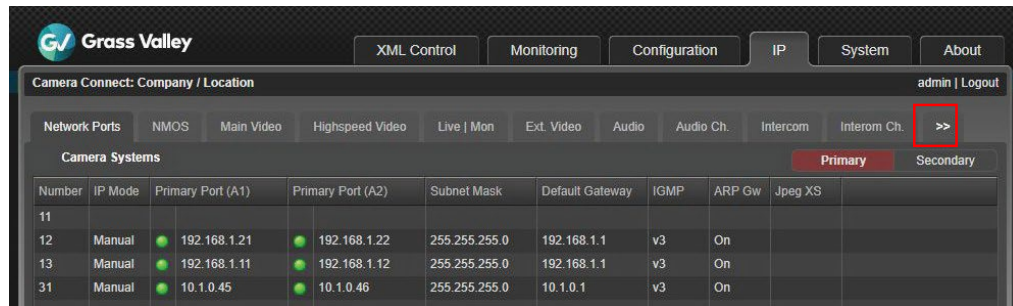 GV Grass Valley
XML Control Monitoring Configuration IP System About
Camera Connect: Company / Location admin | Logout
Network Ports NMOS Main Video Highspeed Video Live | Mon Ext. Video Audio Audio Ch. Intercom Interom Ch. >>
Camera Systems Primary Secondary
Number IP Mode Primary Port (A1) Primary Port (A2) Subnet Mask Default Gateway IGMP ARP Gw Jpeg XS
11
12 Manual 192.168.1.21 192.168.1.22 255.255.255.0 192.168.1.1 v3 On
13 Manual 192.168.1.11 192.168.1.12 255.255.255.0 192.168.1.1 v3 On
31 Manual 10.1.0.45 10.1.0.46 255.255.255.0 10.1.0.1 v3 On